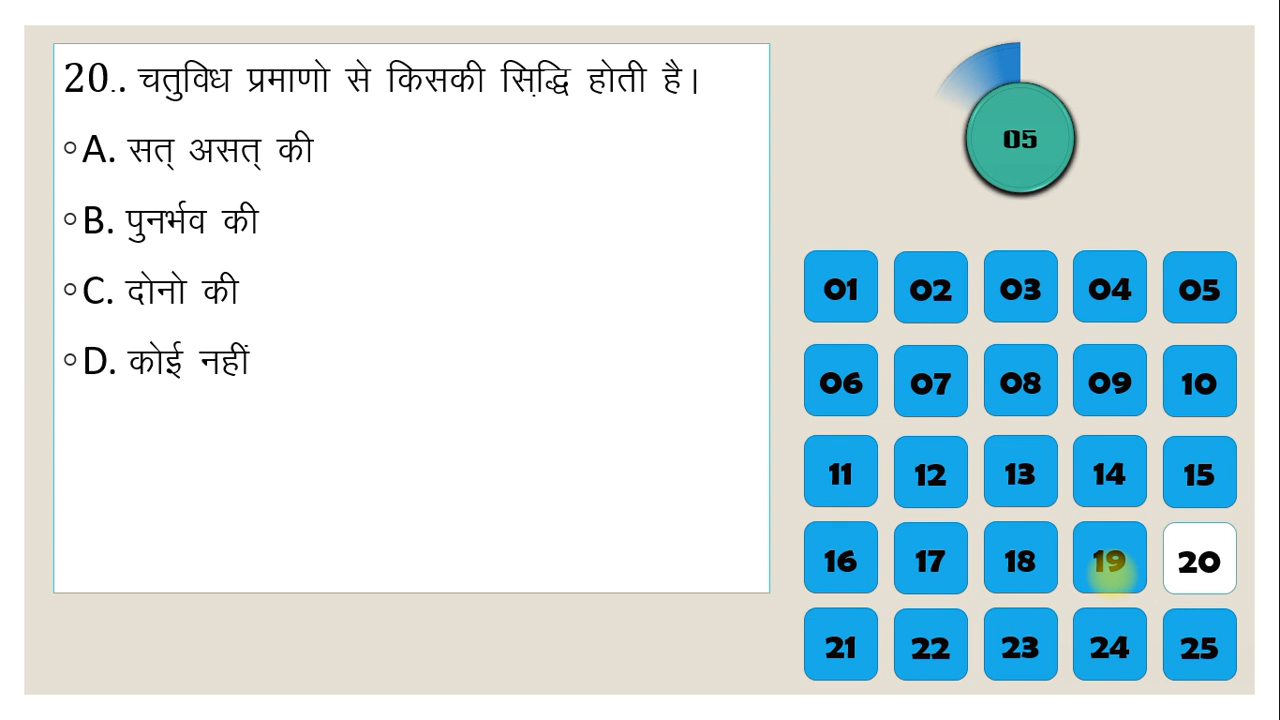 20.. चतुविध प्रमाणो से किसकी सि़द्धि होती है।
A. सत् असत् की
B. पुनर्भव की
C. दोनो की
D. कोई नहीं
05
01 02 03 04 05
06 07 08 09 10
11 12 13 14 15
16 17 18 19 20
21 22 23 24 25